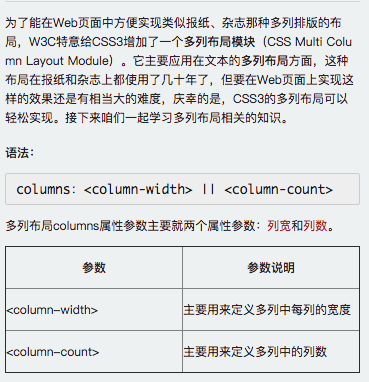 为了能在Web页面中方便实现类似报纸、杂志那种多列排版的布
局，W3C特意给CSS3增加了一个多列布局模块（CSS Multi Colu
mn Layout Module）。它主要应用在文本的多列布局方面，这种
布局在报纸和杂志上都使用了几十年了，但要在Web页面上实现这
样的效果还是有相当大的难度，庆幸的是，CSS3的多列布局可以
轻松实现。接下来咱们一起学习多列布局相关的知识。
语法：
columns：<column-width> || <column-count>
多列布局columns属性参数主要就两个属性参数：列宽和列数。
参数 参数说明
<column-width> 主要用来定义多列中每列的宽度
<column-count> 主要用来定义多列中的列数